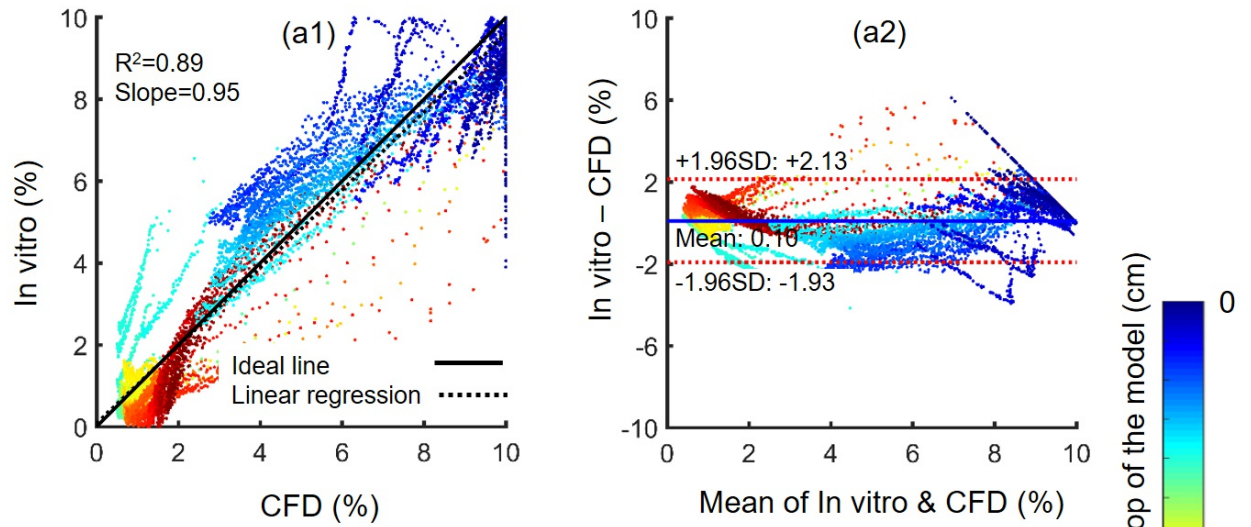 (a1)
R²=0.89
Slope=0.95
10
8
6
4
2
0
In vitro (%)
Ideal line
Linear regression
0 2 4 6 8 10
CFD (%)
(a2)
10
6
2
-2
-6
-10
In vitro – CFD (%)
+1.96SD: +2.13
Mean: 0.10
-1.96SD: -1.93
0 2 4 6 8 10
Mean of In vitro & CFD (%)
of the model (cm)
0